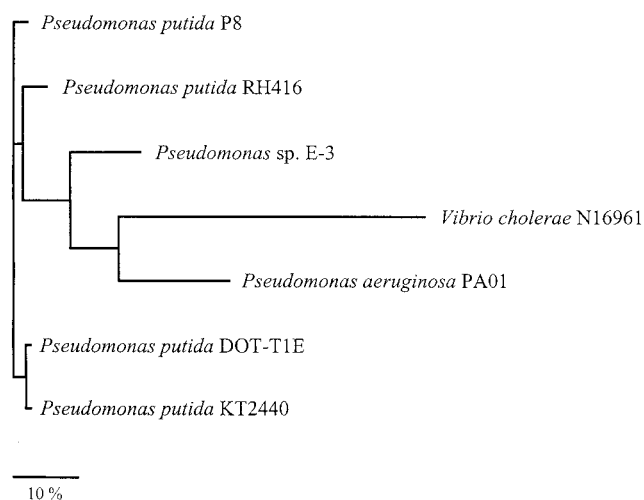 Pseudomonas putida P8
Pseudomonas putida RH416
Pseudomonas sp. E-3
Vibrio cholerae N16961
Pseudomonas aeruginosa PA01
Pseudomonas putida DOT-T1E
Pseudomonas putida KT2440
10 %